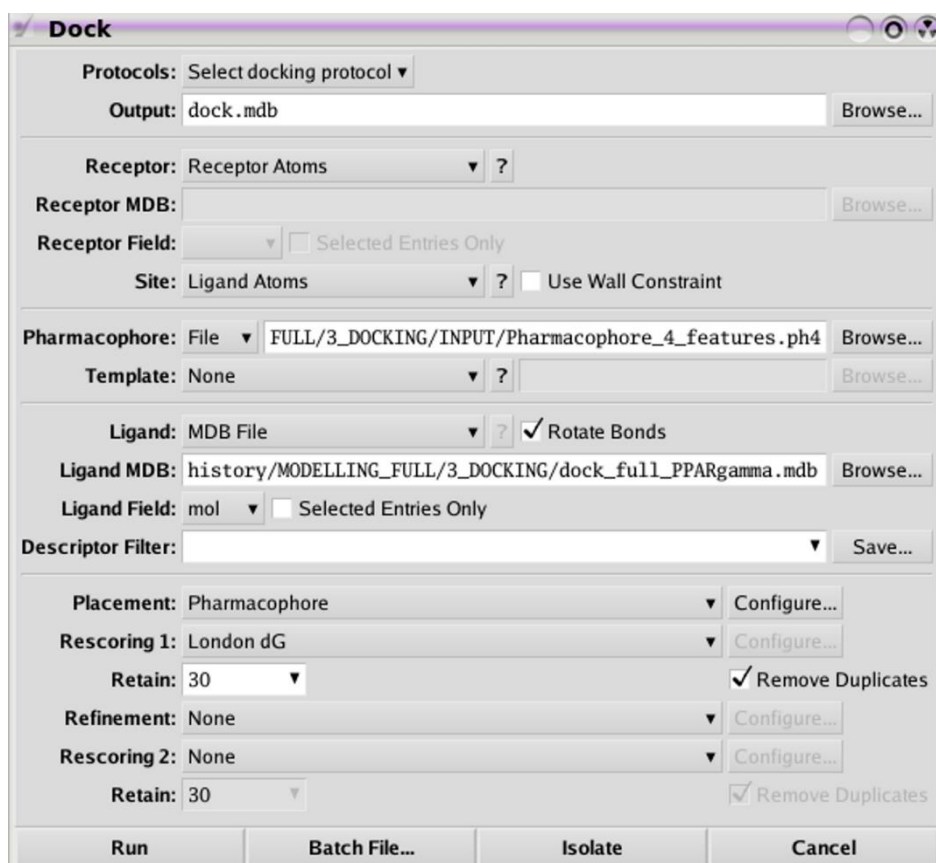 Dock
Protocols: Select docking protocol
Output: dock.mdb Browse...
Receptor: Receptor Atoms ?
Receptor MDB: Browse...
Receptor Field: Selected Entries Only
Site: Ligand Atoms ? Use Wall Constraint
Pharmacophore: File FULL/3_DOCKING/INPUT/Pharmacophore_4_features.ph4 Browse...
Template: None ? Browse...
Ligand: MDB File ? Rotate Bonds
Ligand MDB: history/MODELLING_FULL/3_DOCKING/dock_full_PPARgamma.mdb Browse...
Ligand Field: mol Selected Entries Only
Descriptor Filter: Save...
Placement: Pharmacophore Configure...
Rescoring 1: London dG Configure...
Retain: 30 Remove Duplicates
Refinement: None Configure...
Rescoring 2: None Configure...
Retain: 30 Remove Duplicates
Run Batch File... Isolate Cancel